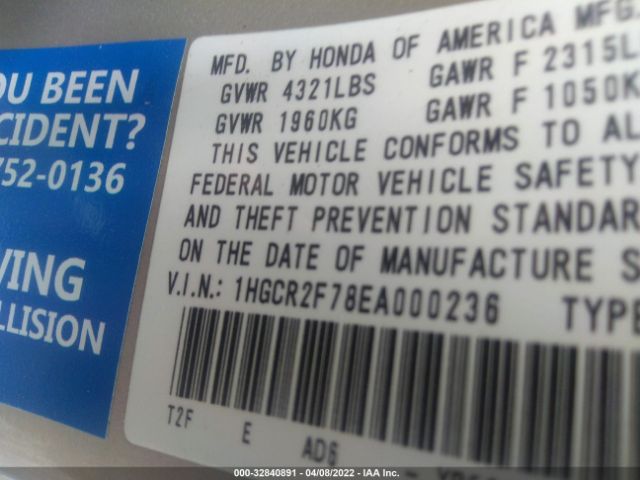 OU BEEN
CIDENT?
752-0136
VING
LLISION
MFD. BY HONDA OF AMERICA MFG.
GVWR 4321LBS GAWR F 2315L
GVWR 1960KG GAWR F 1050K
THIS VEHICLE CONFORMS TO AL
FEDERAL MOTOR VEHICLE SAFETY
AND THEFT PREVENTION STANDAR
ON THE DATE OF MANUFACTURE S
V.I.N.: 1HGCR2F78EA000236 TYPE
T2F E AD6
000-32840891 - 04/08/2022 - IAA Inc.